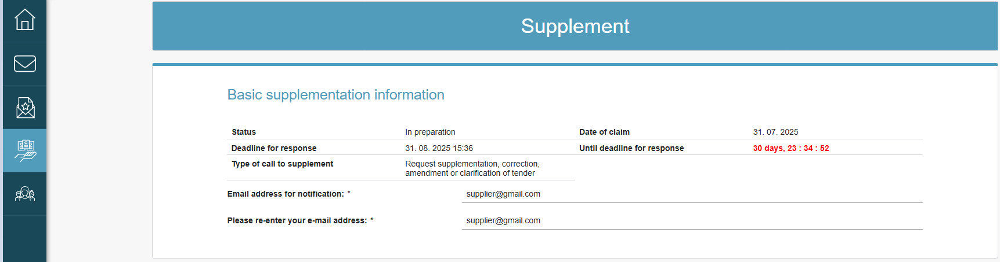 Supplement
Basic supplementation information
Status In preparation Date of claim 31. 07. 2025
Deadline for response 31. 08. 2025 15:36 Until deadline for response 30 days, 23 : 34 : 52
Type of call to supplement Request supplementation, correction,
amendment or clarification of tender
Email address for notification: * supplier@gmail.com
Please re-enter your e-mail address: * supplier@gmail.com